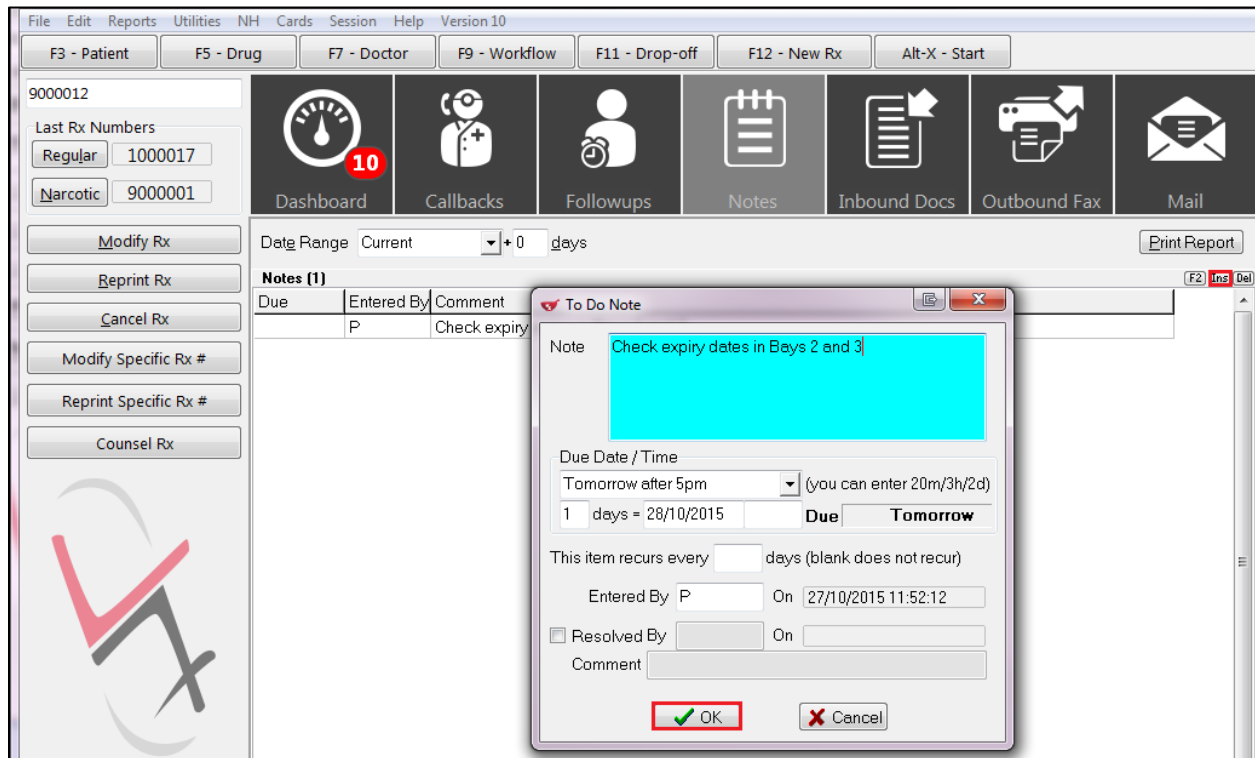 File Edit Reports Utilities NH Cards Session Help Version 10
F3 - Patient F5 - Drug F7 - Doctor F9 - Workflow F11 - Drop-off F12 - New Rx Alt-X - Start
9000012
Last Rx Numbers
Regular 1000017
Narcotic 9000001
10
Dashboard Callbacks Followups Notes Inbound Docs Outbound Fax Mail
Modify Rx
Reprint Rx
Cancel Rx
Modify Specific Rx #
Reprint Specific Rx #
Counsel Rx
Date Range Current + 0 days Print Report
Notes (1) F2 Ins Del
Due Entered By Comment
P Check expiry
To Do Note
Note Check expiry dates in Bays 2 and 3
Due Date / Time
Tomorrow after 5pm (you can enter 20m/3h/2d)
1 days = 28/10/2015 Due Tomorrow
This item recurs every days (blank does not recur)
Entered By P On 27/10/2015 11:52:12
Resolved By On
Comment
OK Cancel